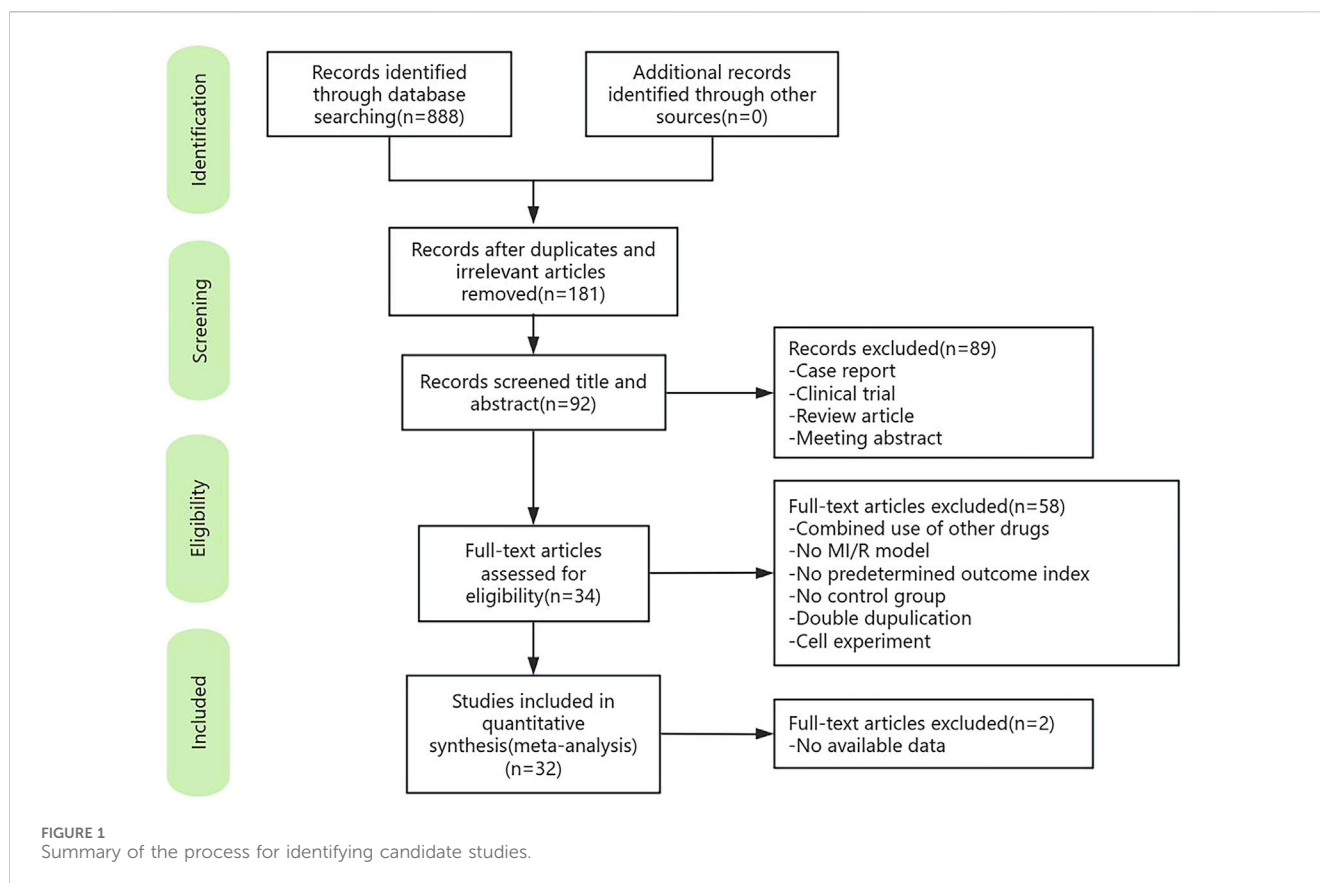 Identification
Records identified
through database
searching(n=888)
Additional records
identified through other
sources(n=0)
Screening
Records after duplicates and
irrelevant articles
removed(n=181)
Records screened title and
abstract(n=92)
Records excluded(n=89)
-Case report
-Clinical trial
-Review article
-Meeting abstract
Eligibility
Full-text articles
assessed for
eligibility(n=34)
Full-text articles excluded(n=58)
-Combined use of other drugs
-No MI/R model
-No predetermined outcome index
-No control group
-Double dupulication
-Cell experiment
Included
Studies included in
quantitative
synthesis(meta-analysis)
(n=32)
Full-text articles excluded(n=2)
-No available data
FIGURE 1
Summary of the process for identifying candidate studies.